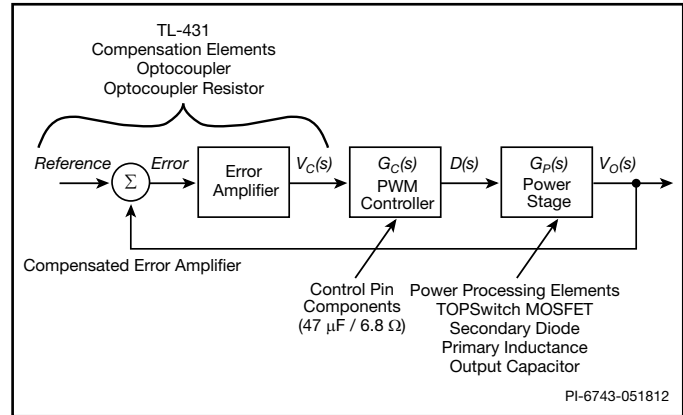 TL-431
Compensation Elements
Optocoupler
Optocoupler Resistor
Reference
Σ
Error
Error
Amplifier
V_C(s)
G_C(s)
PWM
Controller
D(s)
G_P(s)
Power
Stage
V_O(s)
Compensated Error Amplifier
Control Pin
Components
(47 μF / 6.8 Ω)
Power Processing Elements
TOPSwitch MOSFET
Secondary Diode
Primary Inductance
Output Capacitor
PI-6743-051812